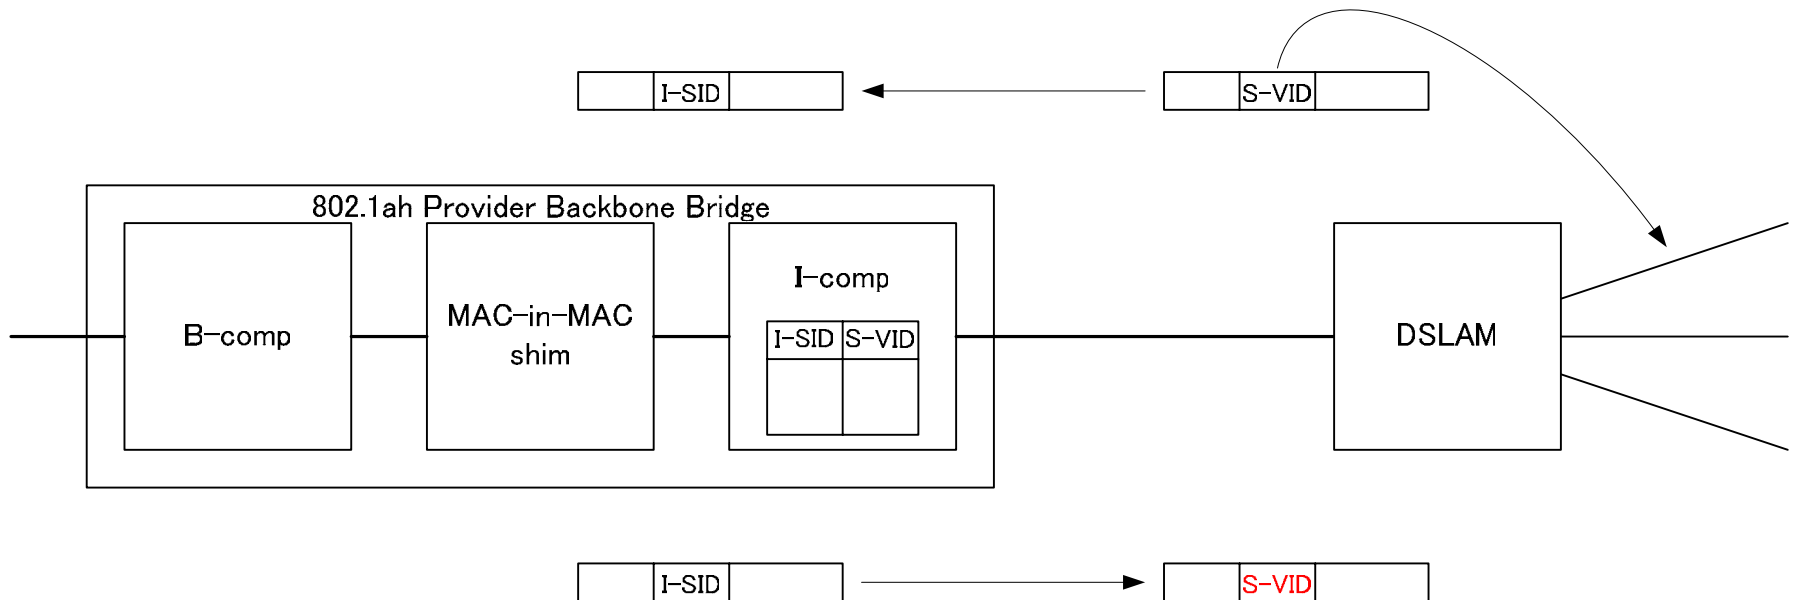 I-SID
S-VID
802.1ah Provider Backbone Bridge
B-comp
MAC-in-MAC
shim
I-comp
I-SID S-VID
DSLAM
I-SID
S-VID